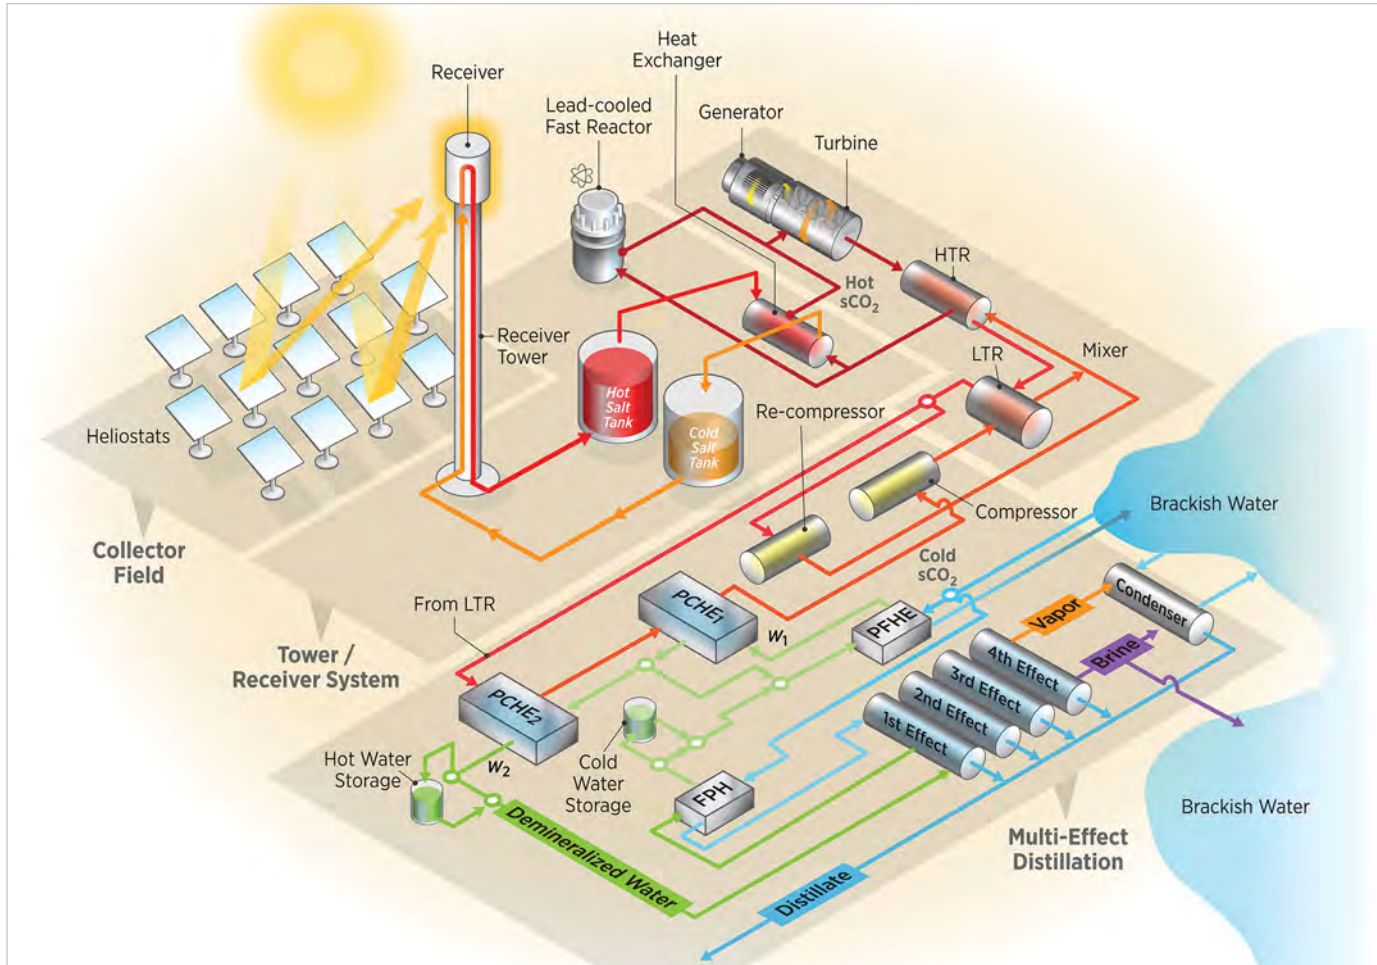 Heat
Exchanger
Receiver
Lead-cooled
Fast Reactor
Generator
Turbine
HTR
Hot
sCO2
Receiver
Tower
LTR
Mixer
Hot
Salt
Tank
Cold
Salt
Tank
Re-compressor
Heliostats
Compressor
Brackish Water
Collector
Field
Cold
sCO2
From LTR
PCHE1
W1
PFHE
Condenser
Vapor
Brine
Tower /
Receiver System
4th Effect
3rd Effect
2nd Effect
1st Effect
PCHE2
W2
Hot Water
Storage
Cold
Water
Storage
FPH
Brackish Water
Multi-Effect
Distillation
Demineralized Water
Distillate